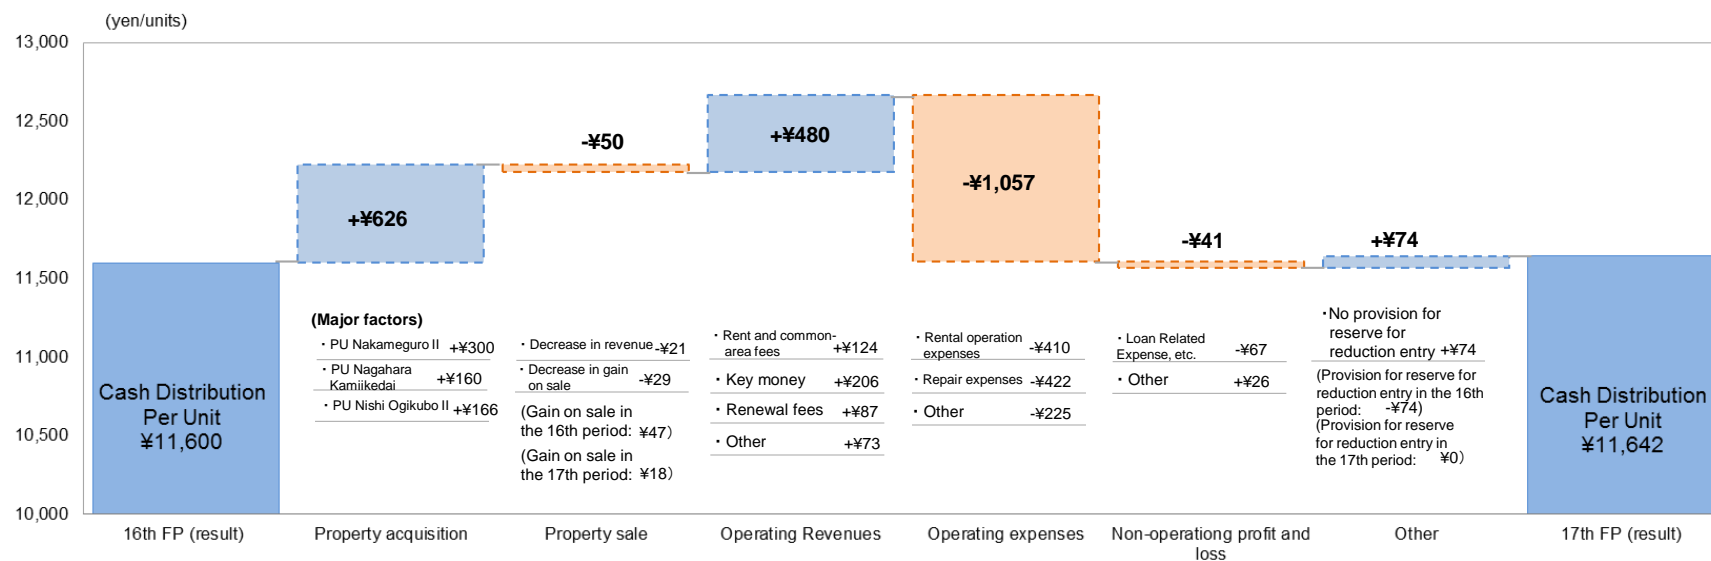 (yen/units)
13,000
12,500
12,000
11,500
11,000
10,500
10,000
Cash Distribution
Per Unit
¥11,600
+¥626
-¥50
+¥480
-¥1,057
-¥41
+¥74
Cash Distribution
Per Unit
¥11,642
(Major factors)
・PU Nakameguro II +¥300
・PU Nagahara
Kamiikedai +¥160
・PU Nishi Ogikubo II +¥166
・Decrease in revenue -¥21
・Decrease in gain
on sale -¥29
(Gain on sale in
the 16th period: ¥47)
(Gain on sale in
the 17th period: ¥18)
・Rent and common-
area fees +¥124
・Key money +¥206
・Renewal fees +¥87
・Other +¥73
・Rental operation
expenses -¥410
・Repair expenses -¥422
・Other -¥225
・Loan Related
Expense, etc. -¥67
・Other +¥26
・No provision for
reserve for
reduction entry +¥74
(Provision for reserve for
reduction entry in the 16th
period: -¥74)
(Provision for reserve
for reduction entry in
the 17th period: ¥0)
16th FP (result)
Property acquisition
Property sale
Operating Revenues
Operating expenses
Non-operationg profit and
loss
Other
17th FP (result)